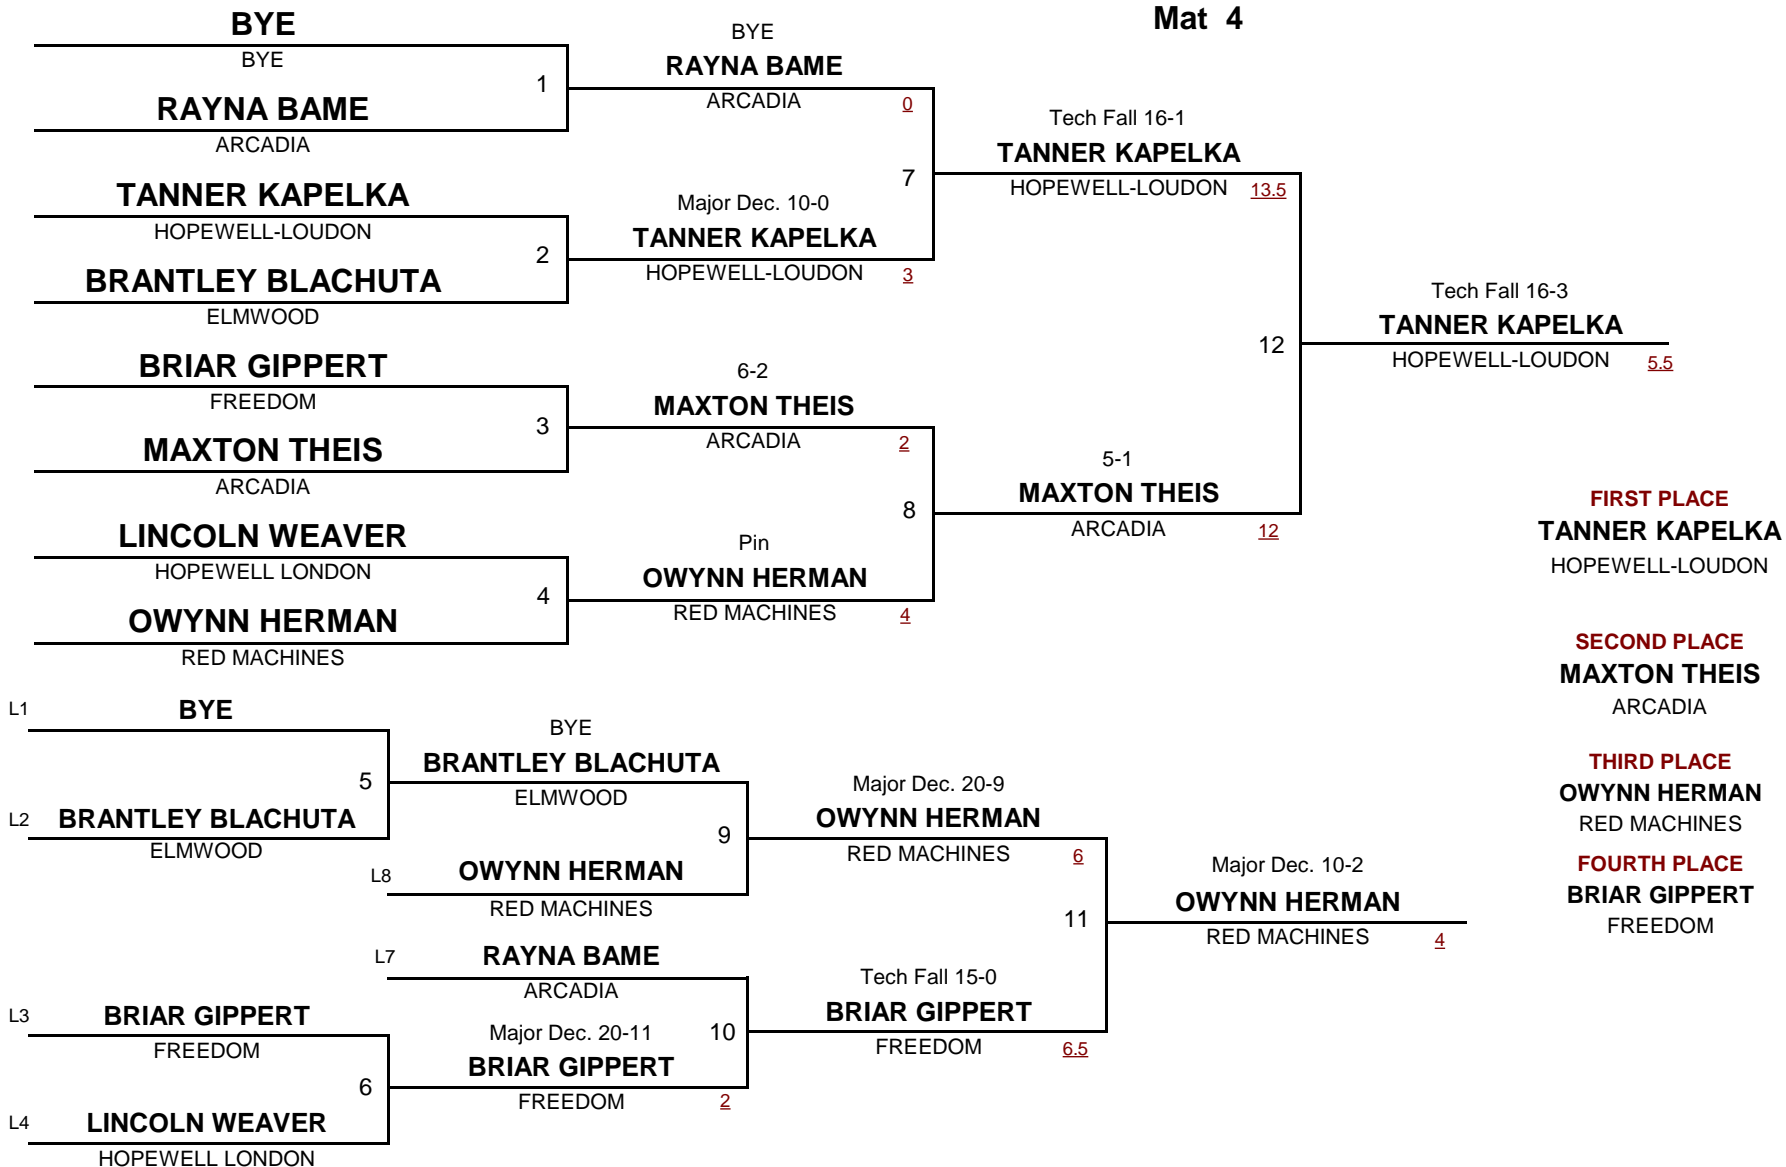 Mat 4
BYE
BYE
1
RAYNA BAME
ARCADIA
TANNER KAPELKA
HOPEWELL-LOUDON
2
BRANTLEY BLACHUTA
ELMWOOD
BRIAR GIPPERT
FREEDOM
3
MAXTON THEIS
ARCADIA
LINCOLN WEAVER
HOPEWELL LONDON
4
OWYNN HERMAN
RED MACHINES
BYE
RAYNA BAME
ARCADIA 0
7
Major Dec. 10-0
TANNER KAPELKA
HOPEWELL-LOUDON 3
6-2
MAXTON THEIS
ARCADIA 2
8
Pin
OWYNN HERMAN
RED MACHINES 4
Tech Fall 16-1
TANNER KAPELKA
HOPEWELL-LOUDON 13.5
12
5-1
MAXTON THEIS
ARCADIA 12
Tech Fall 16-3
TANNER KAPELKA
HOPEWELL-LOUDON 5.5
FIRST PLACE
TANNER KAPELKA
HOPEWELL-LOUDON
SECOND PLACE
MAXTON THEIS
ARCADIA
THIRD PLACE
OWYNN HERMAN
RED MACHINES
FOURTH PLACE
BRIAR GIPPERT
FREEDOM
L1 BYE
5
L2 BRANTLEY BLACHUTA
ELMWOOD
L3 BRIAR GIPPERT
FREEDOM
6
L4 LINCOLN WEAVER
HOPEWELL LONDON
BYE
BRANTLEY BLACHUTA
ELMWOOD
9
L8 OWYNN HERMAN
RED MACHINES
L7 RAYNA BAME
ARCADIA
10
Major Dec. 20-11
BRIAR GIPPERT
FREEDOM 2
Major Dec. 20-9
OWYNN HERMAN
RED MACHINES 6
11
Tech Fall 15-0
BRIAR GIPPERT
FREEDOM 6.5
Major Dec. 10-2
OWYNN HERMAN
RED MACHINES 4